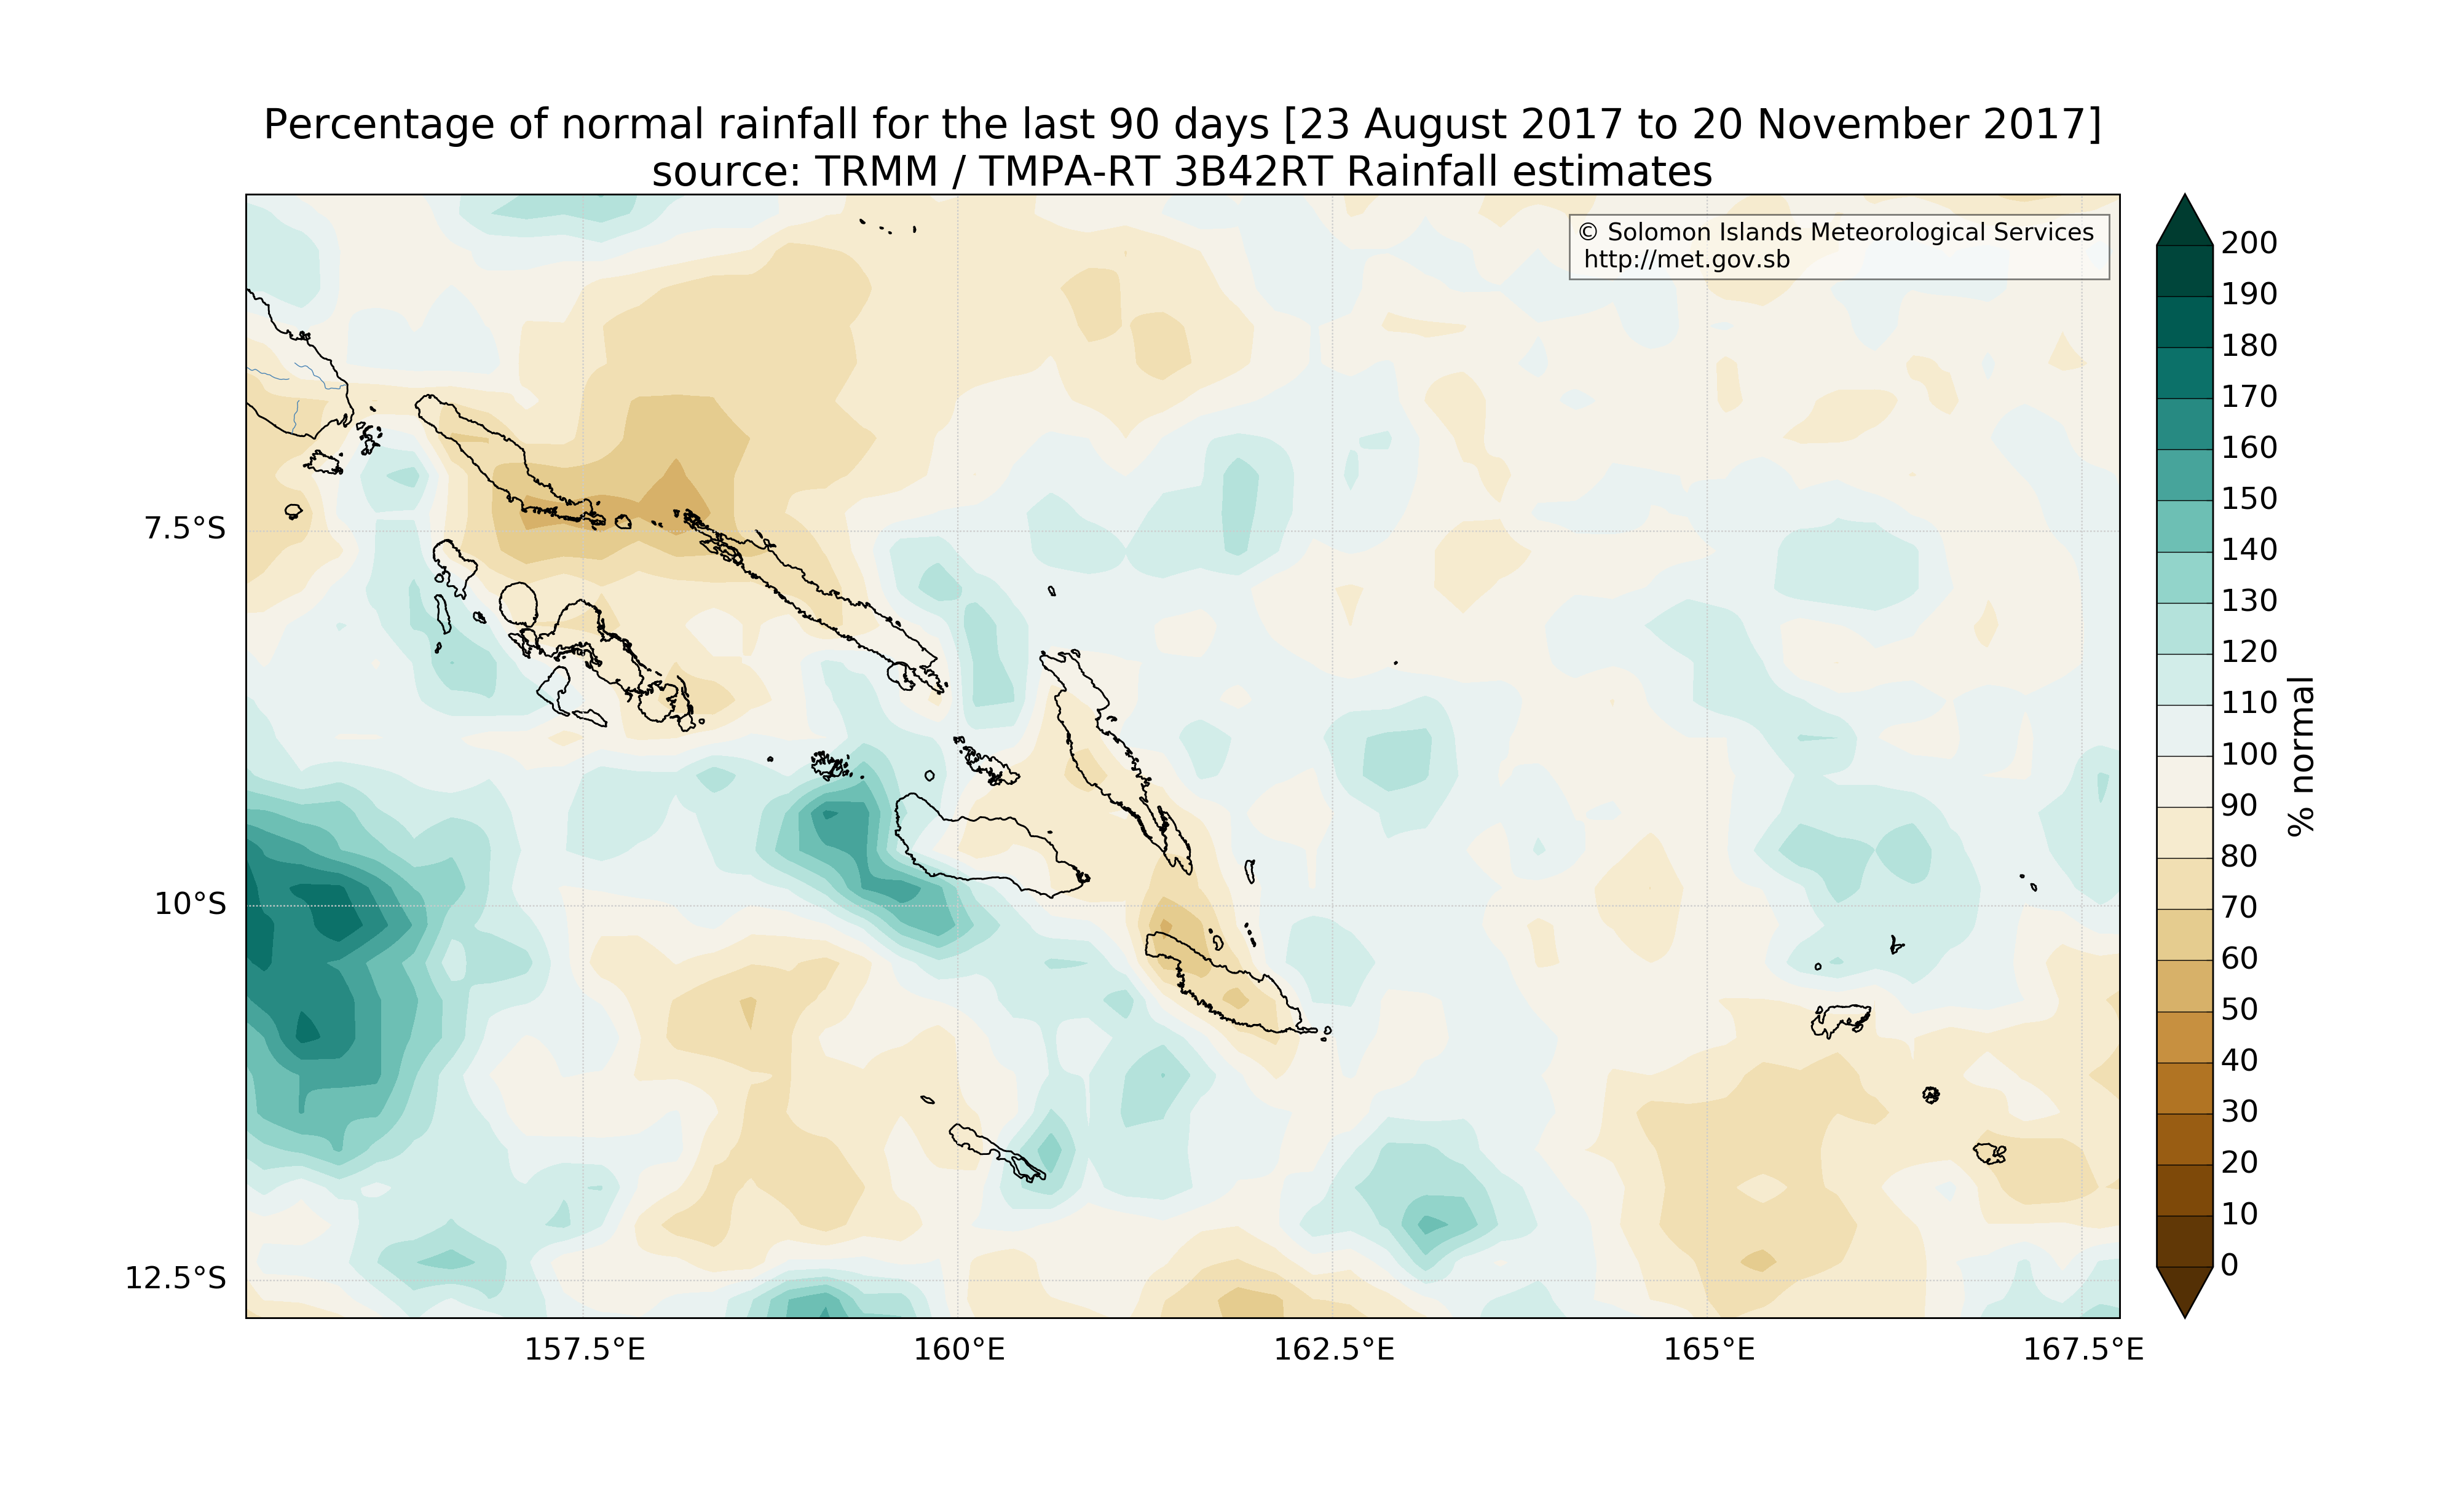 Percentage of normal rainfall for the last 90 days [23 August 2017 to 20 November 2017]
source: TRMM / TMPA-RT 3B42RT Rainfall estimates
© Solomon Islands Meteorological Services
http://met.gov.sb
7.5°S
10°S
12.5°S
157.5°E
160°E
162.5°E
165°E
167.5°E
200
190
180
170
160
150
140
130
120
110
100
90
80
70
60
50
40
30
20
10
0
% normal